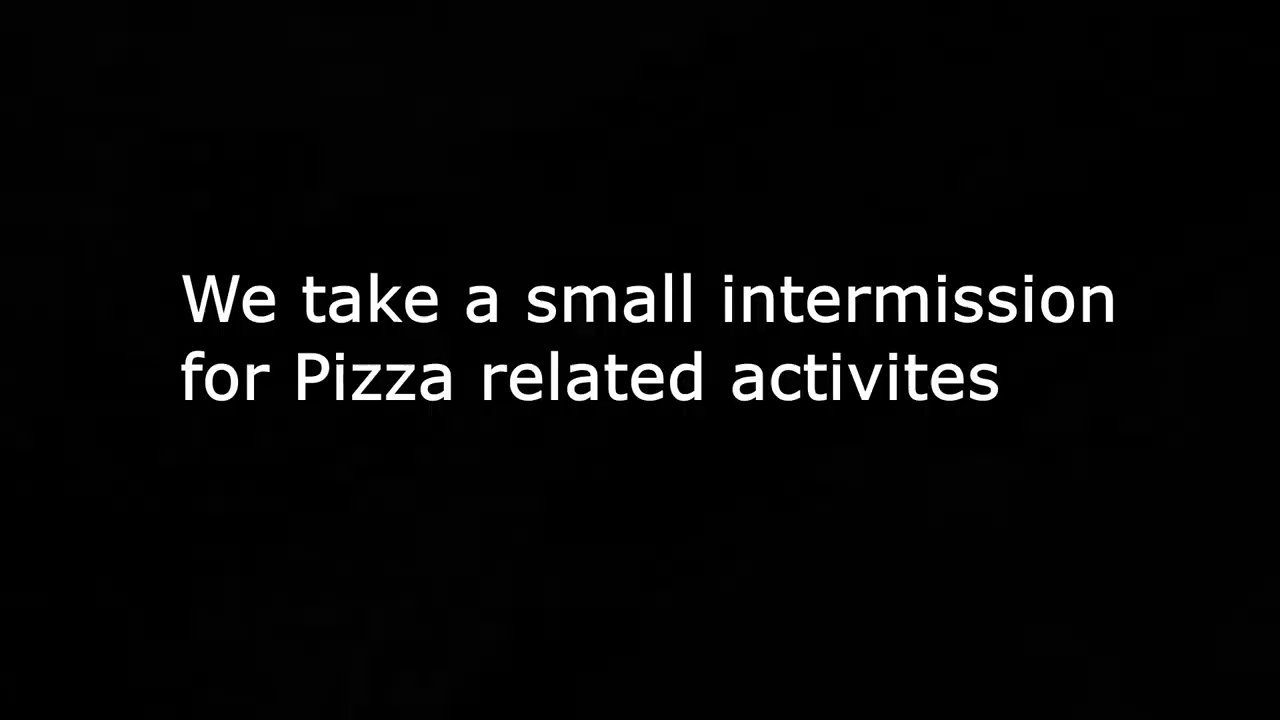 We take a small intermission
for Pizza related activites